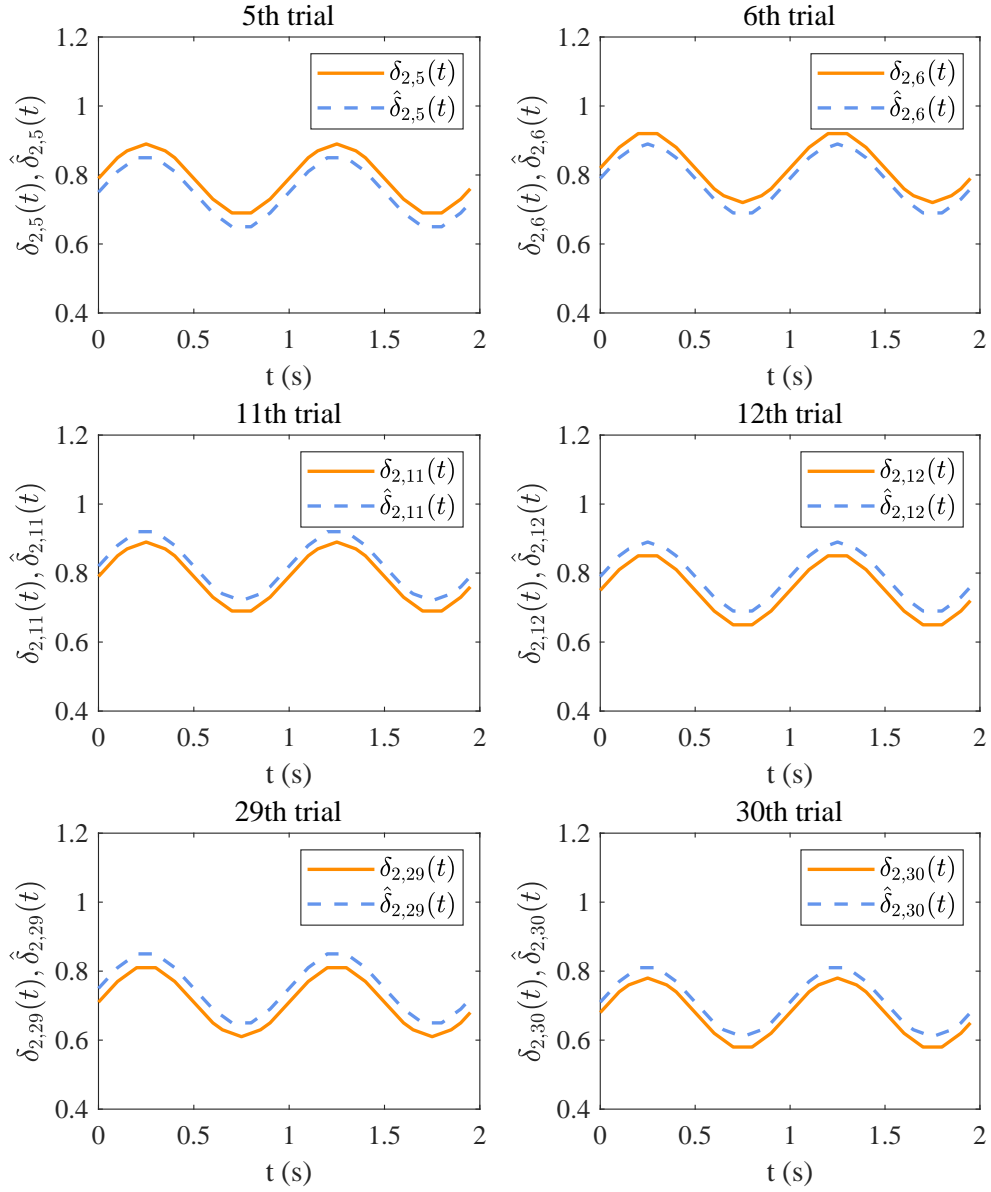 5th trial
δ2,5(t), δ̂2,5(t)
1.2
1
0.8
0.6
0.4
δ2,5(t)
δ̂2,5(t)
0 0.5 1 1.5 2
t (s)
6th trial
δ2,6(t), δ̂2,6(t)
1.2
1
0.8
0.6
0.4
δ2,6(t)
δ̂2,6(t)
0 0.5 1 1.5 2
t (s)
11th trial
δ2,11(t), δ̂2,11(t)
1.2
1
0.8
0.6
0.4
δ2,11(t)
δ̂2,11(t)
0 0.5 1 1.5 2
t (s)
12th trial
δ2,12(t), δ̂2,12(t)
1.2
1
0.8
0.6
0.4
δ2,12(t)
δ̂2,12(t)
0 0.5 1 1.5 2
t (s)
29th trial
δ2,29(t), δ̂2,29(t)
1.2
1
0.8
0.6
0.4
δ2,29(t)
δ̂2,29(t)
0 0.5 1 1.5 2
t (s)
30th trial
δ2,30(t), δ̂2,30(t)
1.2
1
0.8
0.6
0.4
δ2,30(t)
δ̂2,30(t)
0 0.5 1 1.5 2
t (s)